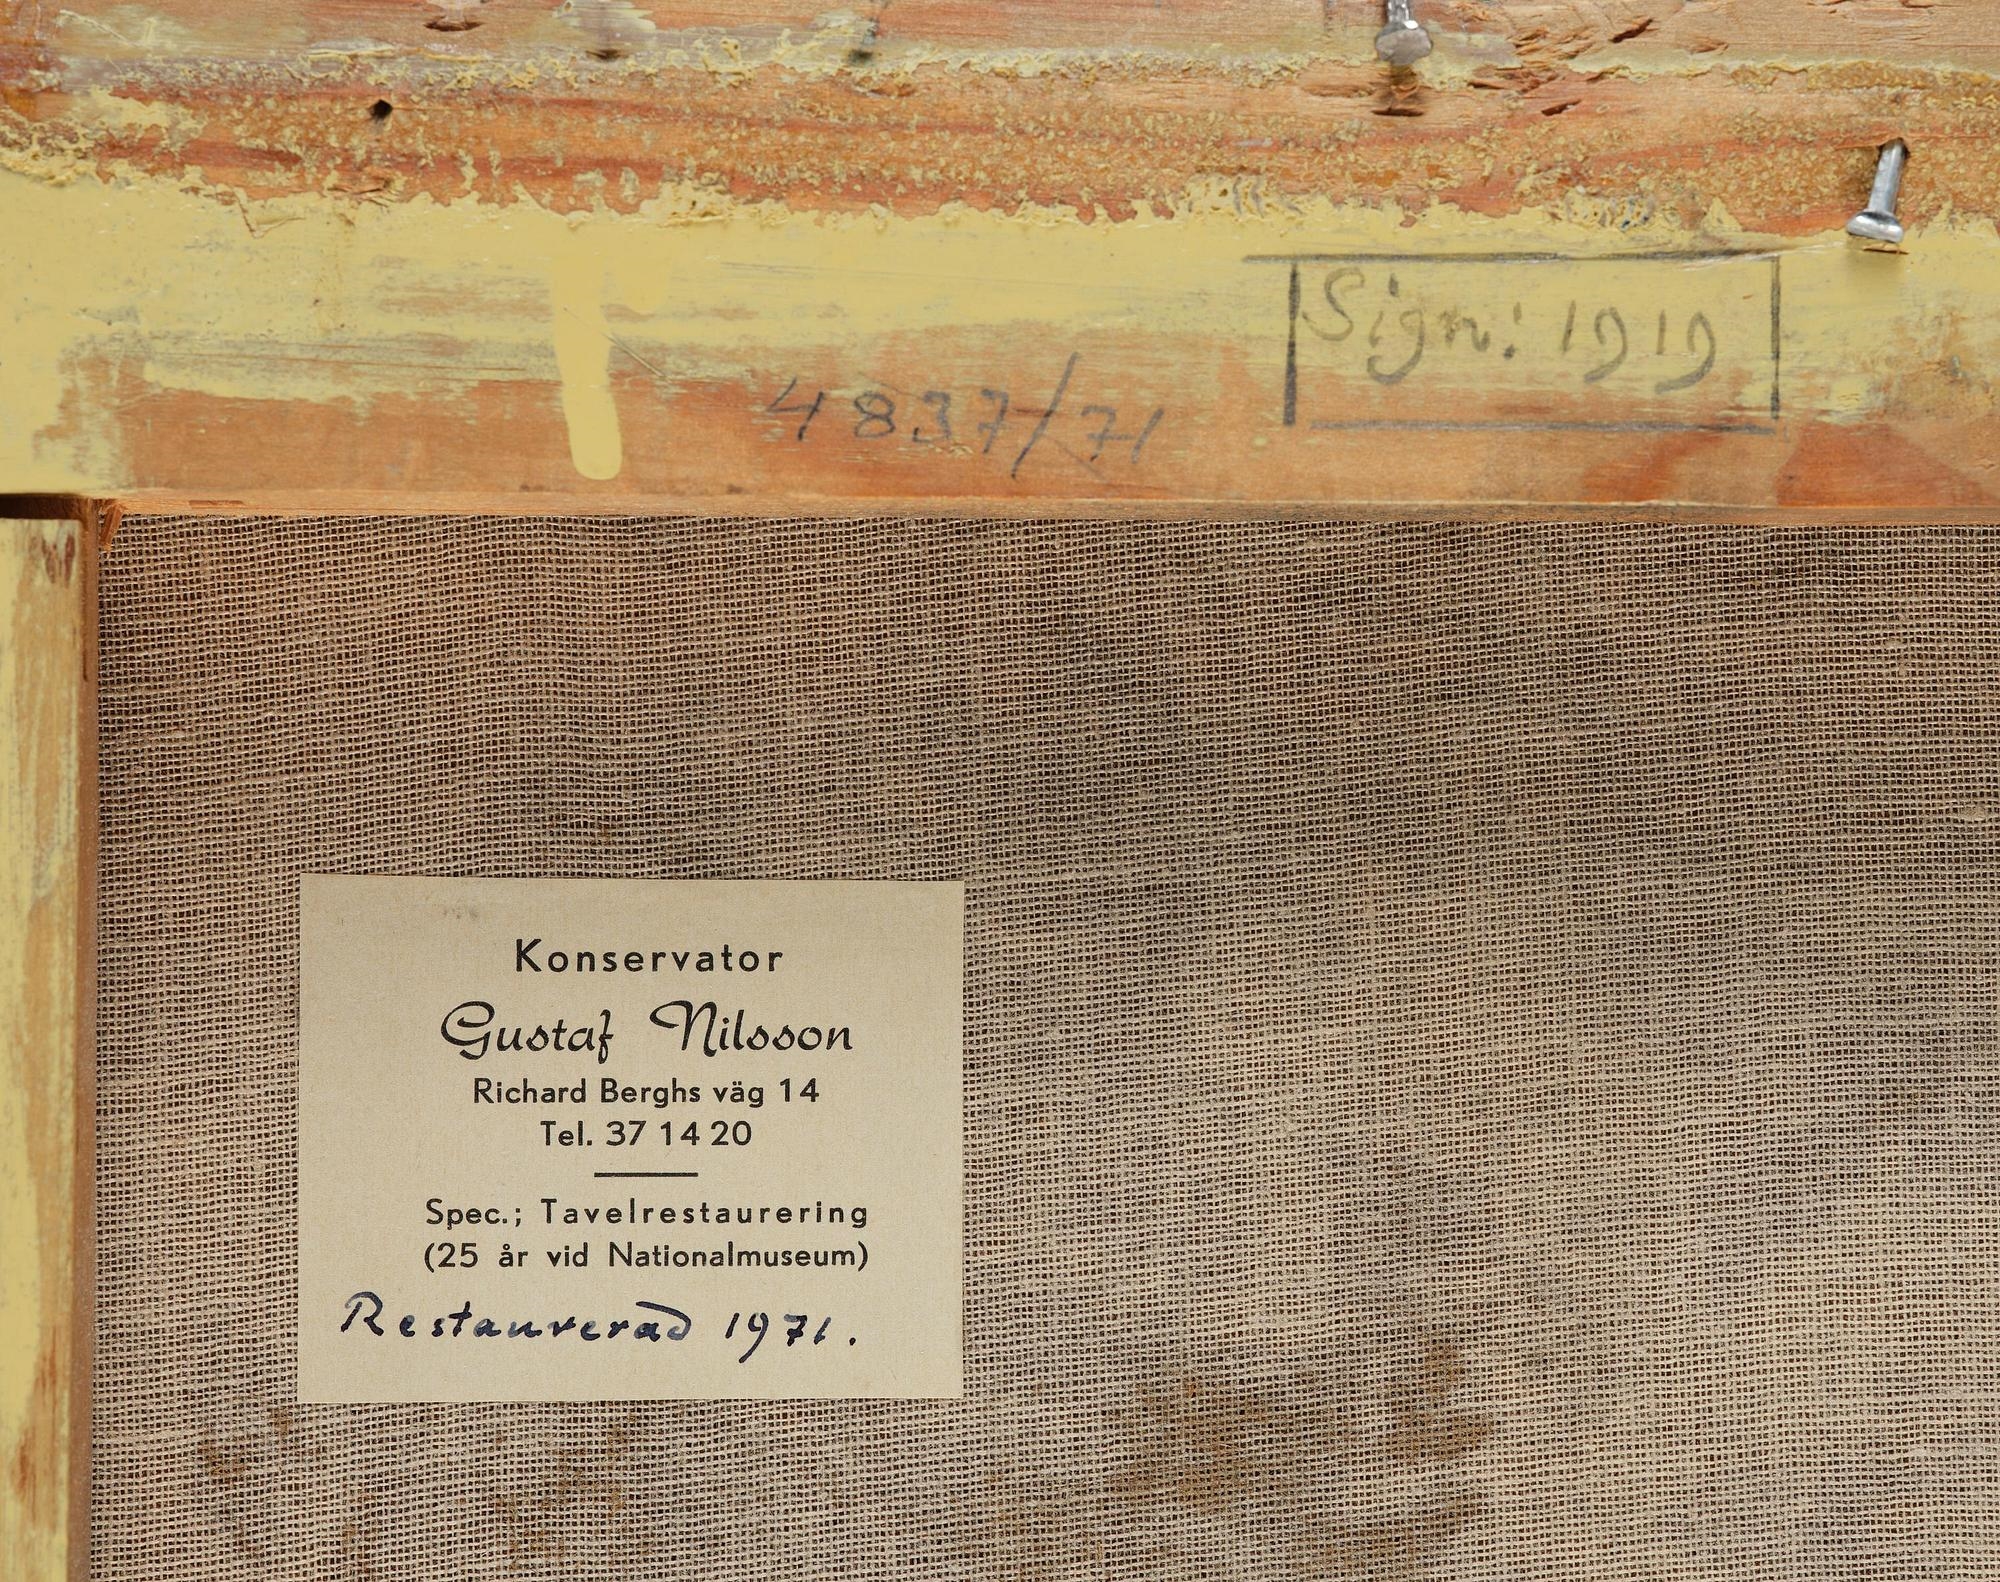 Sign: 1919
4837/71
Konservator
Gustaf Nilsson
Richard Berghs väg 14
Tel. 37 14 20
Spec.; Tavelrestaurering
(25 år vid Nationalmuseum)
Restaurerad 1971.